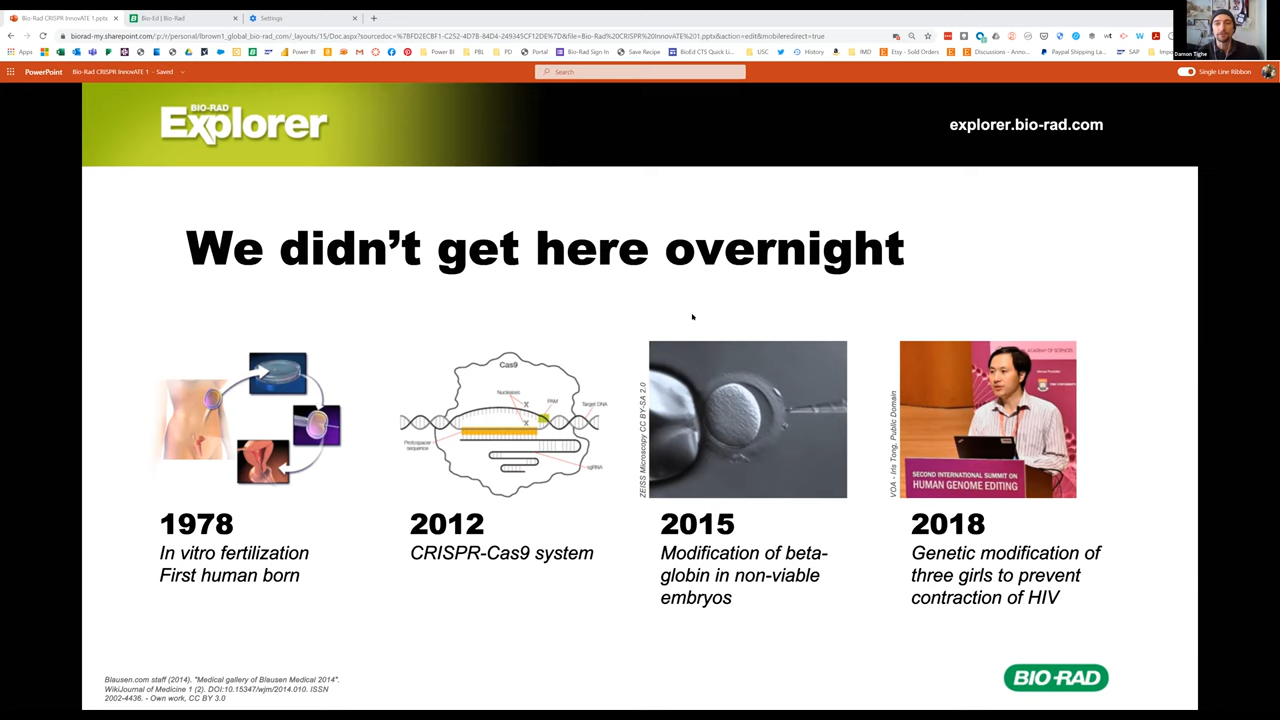 Bio-Rad CRISPR InnovATE 1.pptx
Bio-Ed | Bio-Rad
Settings
biorad-my.sharepoint.com/:p:/r/personal/lbrown1_global_bio-rad_com/_layouts/15/Doc.aspx?sourcedoc=%7BFD2ECBF1-C252-4D7B-84D4-249345CF12DE%7D&file=Bio-Rad%20CRISPR%20InnovATE%201.pptx&action=edit&mobileredirect=true
Apps
Power BI
PBL
PD
Portal
Bio-Rad Sign In
Save Recipe
BioEd CTS Quick Li...
USC
History
IMD
Etsy - Sold Orders
Discussions - Anno...
Paypal Shipping La...
SAP
Damon Tighe
PowerPoint
Bio-Rad CRISPR InnovATE 1 - Saved
Search
Single Line Ribbon
BIO-RAD
Explorer
explorer.bio-rad.com
We didn't get here overnight
Cas9
Nucleases
PAM
Target DNA
Protospacer
sequence
sgRNA
ZEISS Microscopy CC BY-SA 2.0
VOA - Iris Tong, Public Domain
SECOND INTERNATIONAL SUMMIT ON
HUMAN GENOME EDITING
1978
In vitro fertilization
First human born
2012
CRISPR-Cas9 system
2015
Modification of beta-
globin in non-viable
embryos
2018
Genetic modification of
three girls to prevent
contraction of HIV
Blausen.com staff (2014). "Medical gallery of Blausen Medical 2014".
WikiJournal of Medicine 1 (2). DOI:10.15347/wjm/2014.010. ISSN
2002-4436. - Own work, CC BY 3.0
BIO-RAD